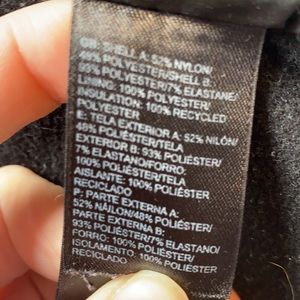 GB: SHELL A: 52% NYLON/
48% POLYESTER/SHELL B:
93% POLYESTER/7% ELASTANE/
LINING: 100% POLYESTER/
INSULATION: 100% RECYCLED
POLYESTER
E: TELA EXTERIOR A: 52% NILÓN/
48% POLIÉSTER/TELA
EXTERIOR B: 93% POLIÉSTER/
7% ELASTANO/FORRO:
100% POLIÉSTER/TELA
AISLANTE: 100% POLIÉSTER
RECICLADO
P: PARTE EXTERNA A:
52% NÁILON/48% POLIÉSTER/
PARTE EXTERNA B:
93% POLIÉSTER/7% ELASTANO/
FORRO: 100% POLIÉSTER/
ISOLAMENTO: 100% POLIÉSTER
RECICLADO